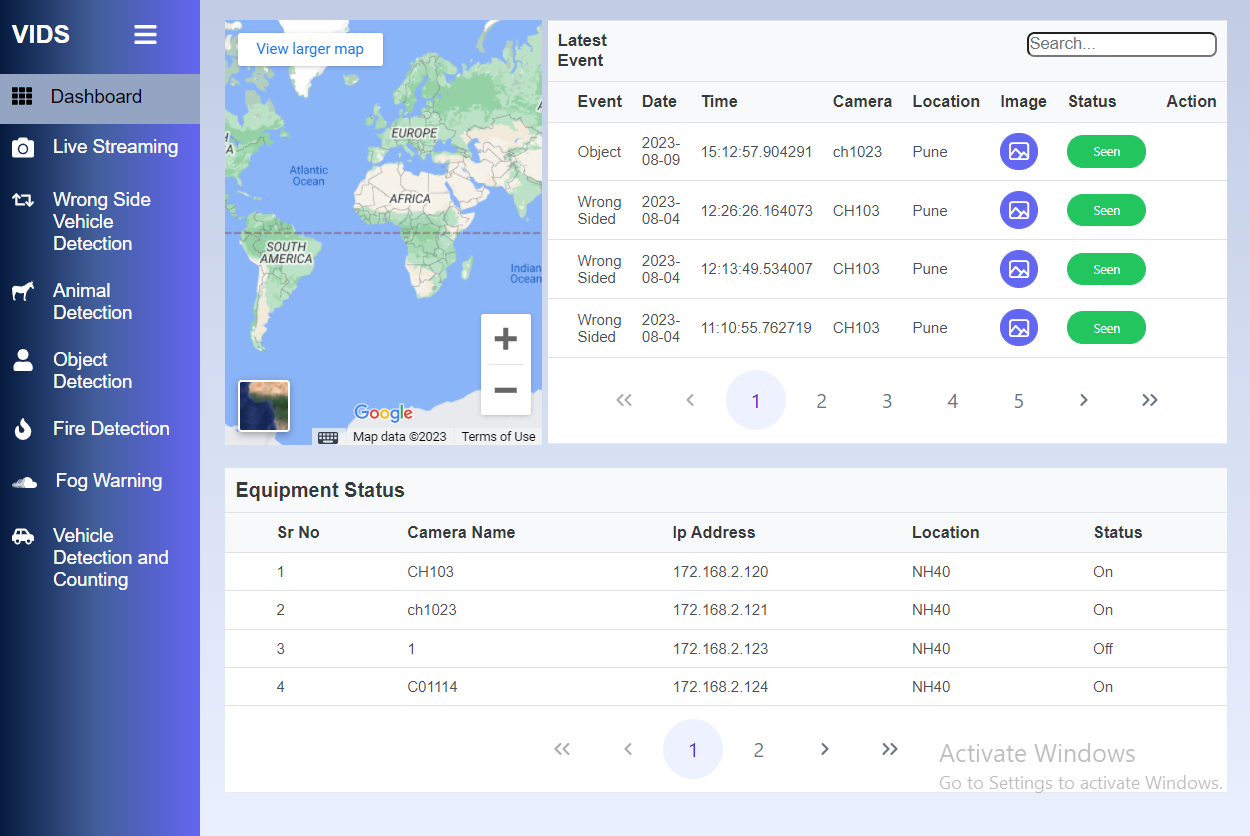 VIDS
Dashboard
Live Streaming
Wrong Side
Vehicle
Detection
Animal
Detection
Object
Detection
Fire Detection
Fog Warning
Vehicle
Detection and
Counting
View larger map
EUROPE
Atlantic
Ocean
AFRICA
SOUTH
AMERICA
Indian
Ocean
Google
Map data ©2023 Terms of Use
Latest
Event
Search...
Event Date Time Camera Location Image Status Action
Object 2023-08-09 15:12:57.904291 ch1023 Pune Seen
Wrong Sided 2023-08-04 12:26:26.164073 CH103 Pune Seen
Wrong Sided 2023-08-04 12:13:49.534007 CH103 Pune Seen
Wrong Sided 2023-08-04 11:10:55.762719 CH103 Pune Seen
1 2 3 4 5
Equipment Status
Sr No Camera Name Ip Address Location Status
1 CH103 172.168.2.120 NH40 On
2 ch1023 172.168.2.121 NH40 On
3 1 172.168.2.123 NH40 Off
4 C01114 172.168.2.124 NH40 On
1 2
Activate Windows
Go to Settings to activate Windows.